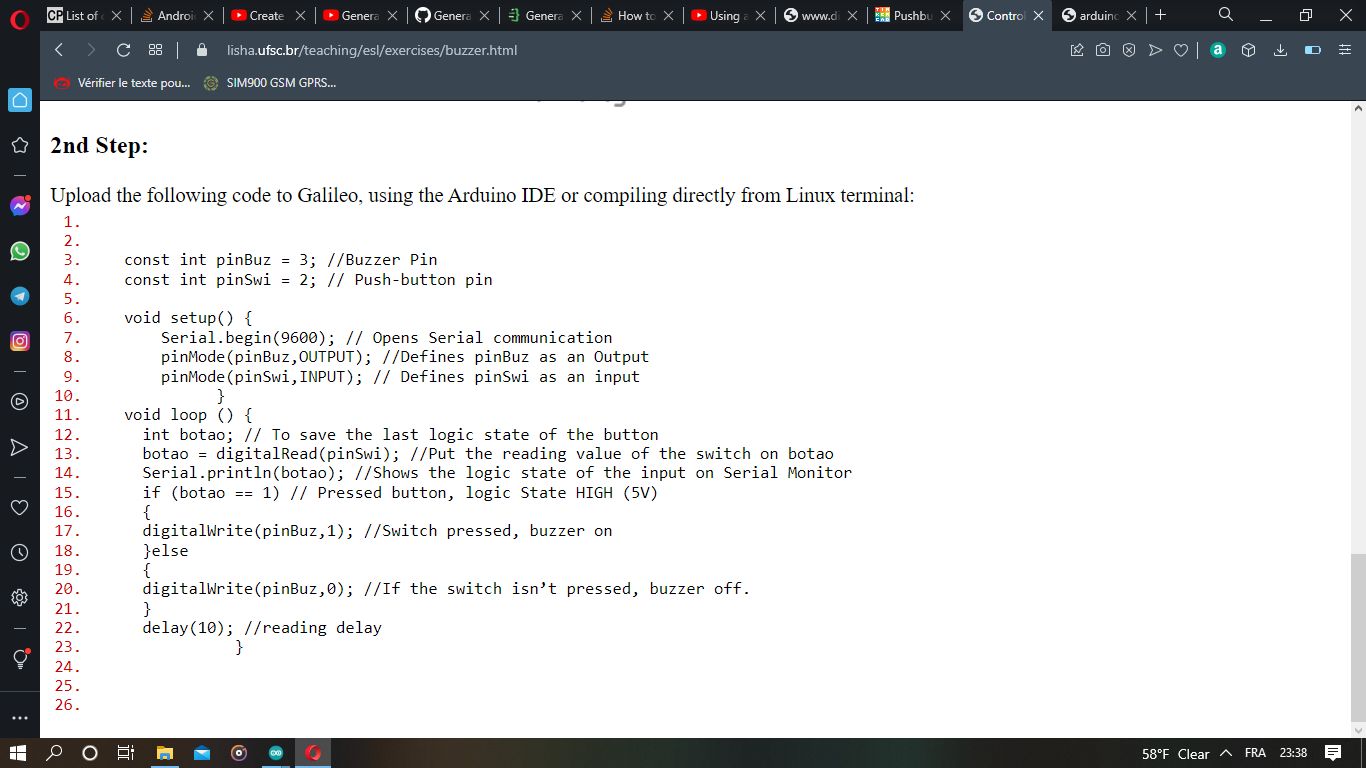 List of
Androi
Create
Genera
Genera
Genera
How to
Using a
www.d
Pushbu
Control
arduino
lisha.ufsc.br/teaching/esl/exercises/buzzer.html
Vérifier le texte pou...
SIM900 GSM GPRS...
2nd Step:
Upload the following code to Galileo, using the Arduino IDE or compiling directly from Linux terminal:
1.
2.
3. const int pinBuz = 3; //Buzzer Pin
4. const int pinSwi = 2; // Push-button pin
5.
6. void setup() {
7. Serial.begin(9600); // Opens Serial communication
8. pinMode(pinBuz,OUTPUT); //Defines pinBuz as an Output
9. pinMode(pinSwi,INPUT); // Defines pinSwi as an input
10. }
11. void loop () {
12. int botao; // To save the last logic state of the button
13. botao = digitalRead(pinSwi); //Put the reading value of the switch on botao
14. Serial.println(botao); //Shows the logic state of the input on Serial Monitor
15. if (botao == 1) // Pressed button, logic State HIGH (5V)
16. {
17. digitalWrite(pinBuz,1); //Switch pressed, buzzer on
18. }else
19. {
20. digitalWrite(pinBuz,0); //If the switch isn’t pressed, buzzer off.
21. }
22. delay(10); //reading delay
23. }
24.
25.
26.
58°F Clear
FRA
23:38